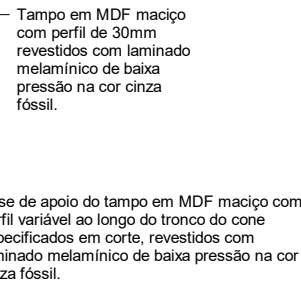 Tampo em MDF maciço
com perfil de 30mm
revestidos com laminado
melamínico de baixa
pressão na cor cinza
fóssil.
se de apoio do tampo em MDF maciço com
fil variável ao longo do tronco do cone
pecificados em corte, revestidos com
minado melamínico de baixa pressão na cor
za fóssil.